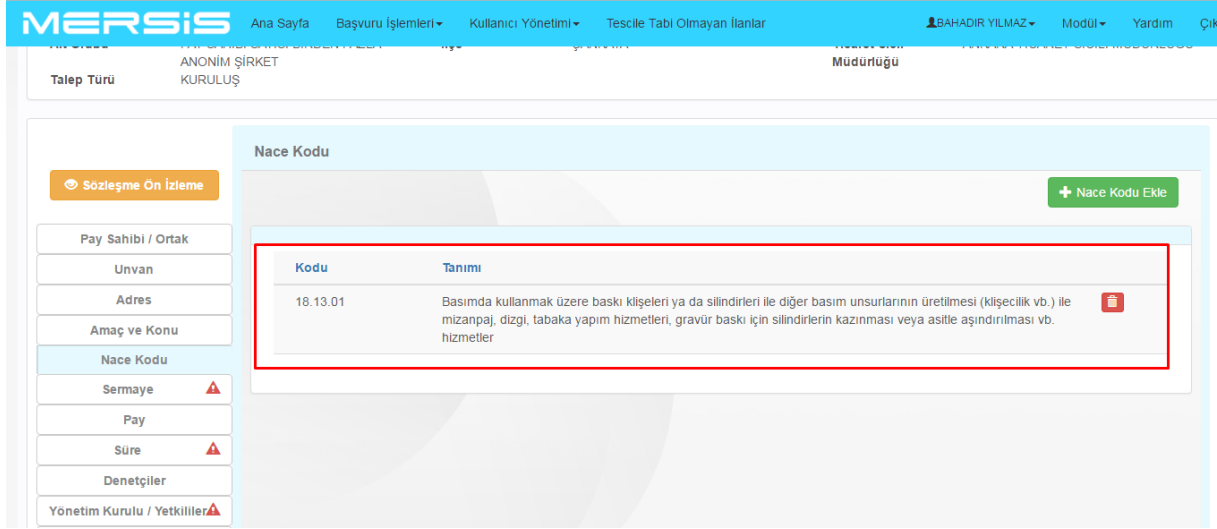 MERSİS Ana Sayfa Başvuru İşlemleri Kullanıcı Yönetimi Tescile Tabi Olmayan İlanlar BAHADIR YILMAZ Modül Yardım Çık
ANONİM ŞİRKET Müdürlüğü
Talep Türü KURULUŞ
Nace Kodu
Sözleşme Ön İzleme
Nace Kodu Ekle
Pay Sahibi / Ortak
Unvan
Adres
Amaç ve Konu
Nace Kodu
Sermaye
Pay
Süre
Denetçiler
Yönetim Kurulu / Yetkililer
Kodu Tanımı
18.13.01 Basımda kullanmak üzere baskı klişeleri ya da silindirleri ile diğer basım unsurlarının üretilmesi (klişecilik vb.) ile
mizanpaj, dizgi, tabaka yapım hizmetleri, gravür baskı için silindirlerin kazınması veya asitle aşındırılması vb.
hizmetler